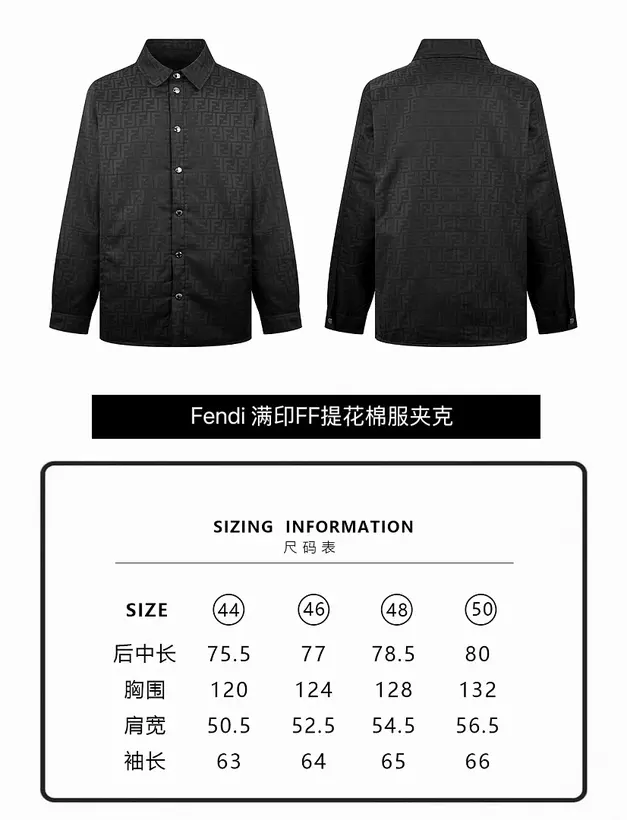 Fendi 满印FF提花棉服夹克
SIZING INFORMATION
尺码表
SIZE 44 46 48 50
后中长 75.5 77 78.5 80
胸围 120 124 128 132
肩宽 50.5 52.5 54.5 56.5
袖长 63 64 65 66